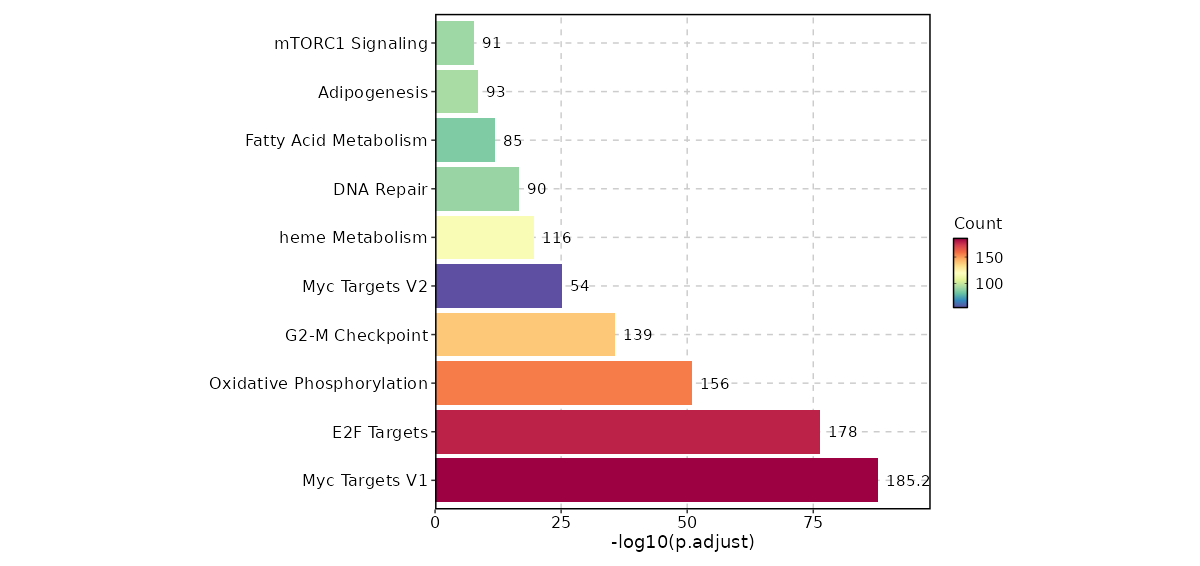 mTORC1 Signaling 91
Adipogenesis 93
Fatty Acid Metabolism 85
DNA Repair 90
heme Metabolism 116
Myc Targets V2 54
G2-M Checkpoint 139
Oxidative Phosphorylation 156
E2F Targets 178
Myc Targets V1 185.2
0 25 50 75
-log10(p.adjust)
Count
150
100